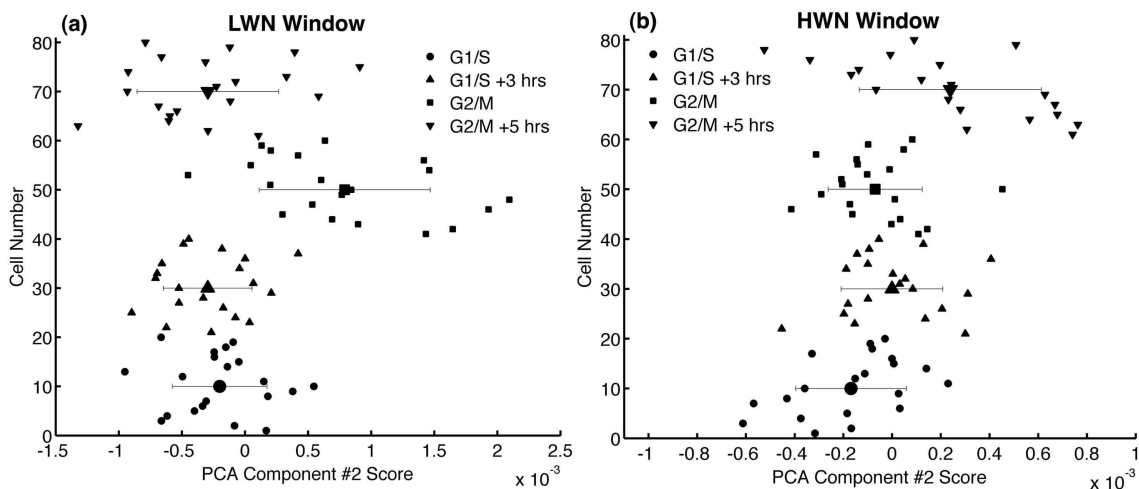 (a)
LWN Window
G1/S
G1/S +3 hrs
G2/M
G2/M +5 hrs
Cell Number
80
70
60
50
40
30
20
10
0
-1.5
-1
-0.5
0
0.5
1
1.5
2
2.5
PCA Component #2 Score
x 10⁻³
(b)
HWN Window
G1/S
G1/S +3 hrs
G2/M
G2/M +5 hrs
Cell Number
80
70
60
50
40
30
20
10
0
-1
-0.8
-0.6
-0.4
-0.2
0
0.2
0.4
0.6
0.8
1
PCA Component #2 Score
x 10⁻³